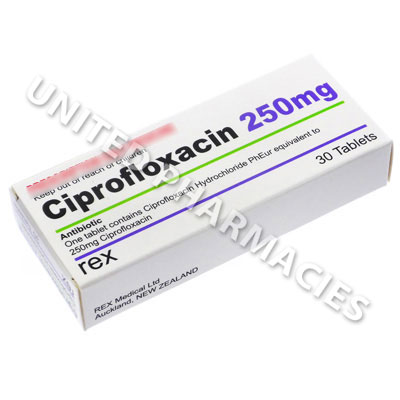 Keep out of reach of children
Ciprofloxacin 250mg
Antibiotic
One tablet contains Ciprofloxacin Hydrochloride PhEur equivalent to
250mg Ciprofloxacin
30 Tablets
rex
REX Medical Ltd
Auckland, NEW ZEALAND
UNITED PHARMACIES